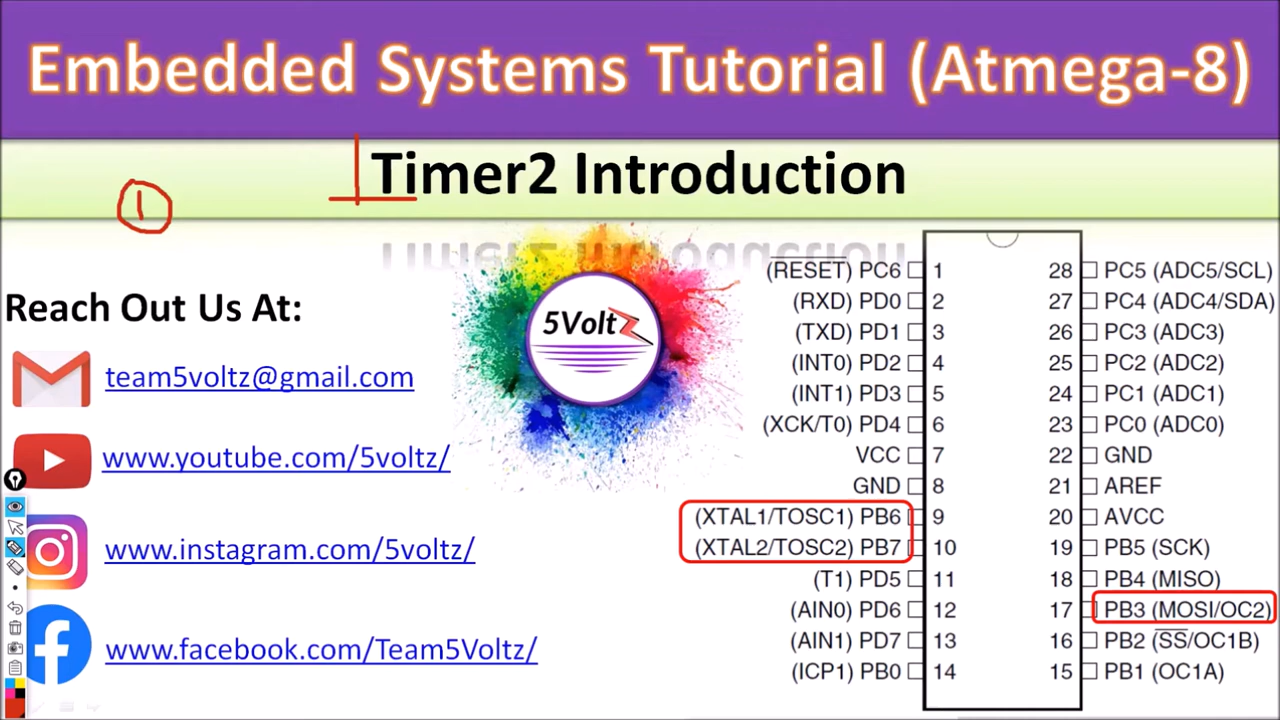 Embedded Systems Tutorial (Atmega-8)
Timer2 Introduction
1
Reach Out Us At:
team5voltz@gmail.com
www.youtube.com/5voltz/
www.instagram.com/5voltz/
www.facebook.com/Team5Voltz/
5VoltZ
(RESET) PC6 1 28 PC5 (ADC5/SCL)
(RXD) PD0 2 27 PC4 (ADC4/SDA)
(TXD) PD1 3 26 PC3 (ADC3)
(INT0) PD2 4 25 PC2 (ADC2)
(INT1) PD3 5 24 PC1 (ADC1)
(XCK/T0) PD4 6 23 PC0 (ADC0)
VCC 7 22 GND
GND 8 21 AREF
(XTAL1/TOSC1) PB6 9 20 AVCC
(XTAL2/TOSC2) PB7 10 19 PB5 (SCK)
(T1) PD5 11 18 PB4 (MISO)
(AIN0) PD6 12 17 PB3 (MOSI/OC2)
(AIN1) PD7 13 16 PB2 (SS/OC1B)
(ICP1) PB0 14 15 PB1 (OC1A)